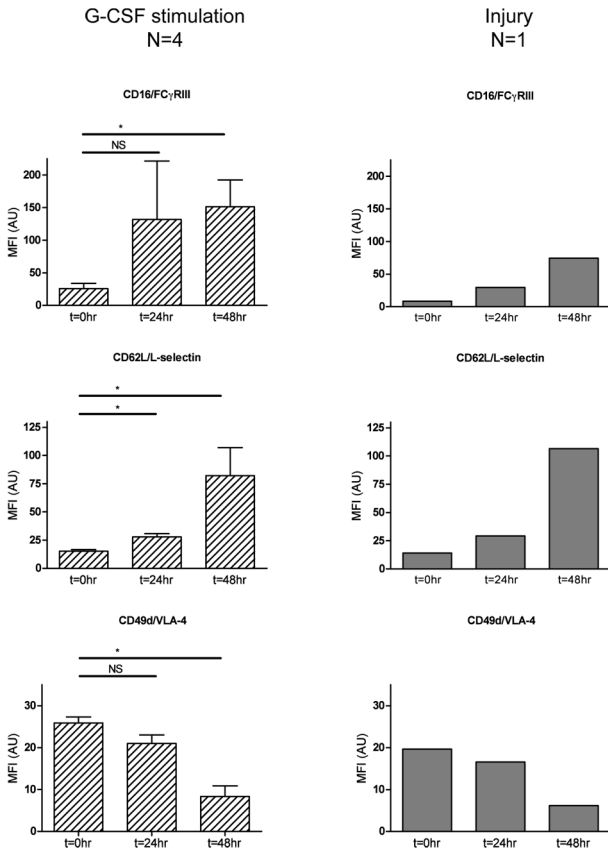 G-CSF stimulation
N=4
Injury
N=1
CD16/FCγRIII
*
NS
MFI (AU)
200
150
100
50
0
t=0hr t=24hr t=48hr
CD16/FCγRIII
MFI (AU)
200
150
100
50
0
t=0hr t=24hr t=48hr
CD62L/L-selectin
*
*
MFI (AU)
125
100
75
50
25
0
t=0hr t=24hr t=48hr
CD62L/L-selectin
MFI (AU)
125
100
75
50
25
0
t=0hr t=24hr t=48hr
CD49d/VLA-4
*
NS
MFI (AU)
30
20
10
0
t=0hr t=24hr t=48hr
CD49d/VLA-4
MFI (AU)
30
20
10
0
t=0hr t=24hr t=48hr